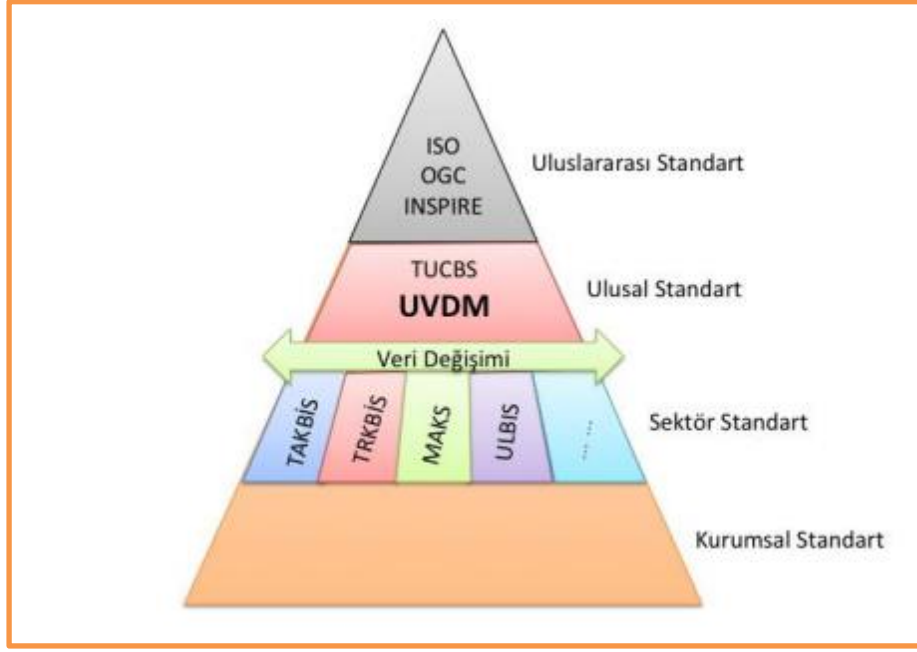 ISO
OGC
INSPIRE
Uluslararası Standart
TUCBS
UVDM
Ulusal Standart
Veri Değişimi
TAKBİS
TRKBİS
MAKS
ULBIS
... ...
Sektör Standart
Kurumsal Standart